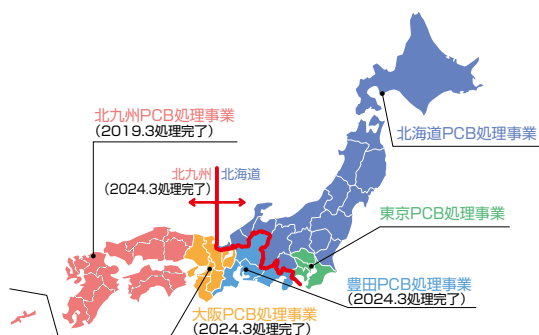 北九州PCB処理事業
(2019.3処理完了)
北海道PCB処理事業
北九州 北海道
(2024.3処理完了)
東京PCB処理事業
豊田PCB処理事業
(2024.3処理完了)
大阪PCB処理事業
(2024.3処理完了)